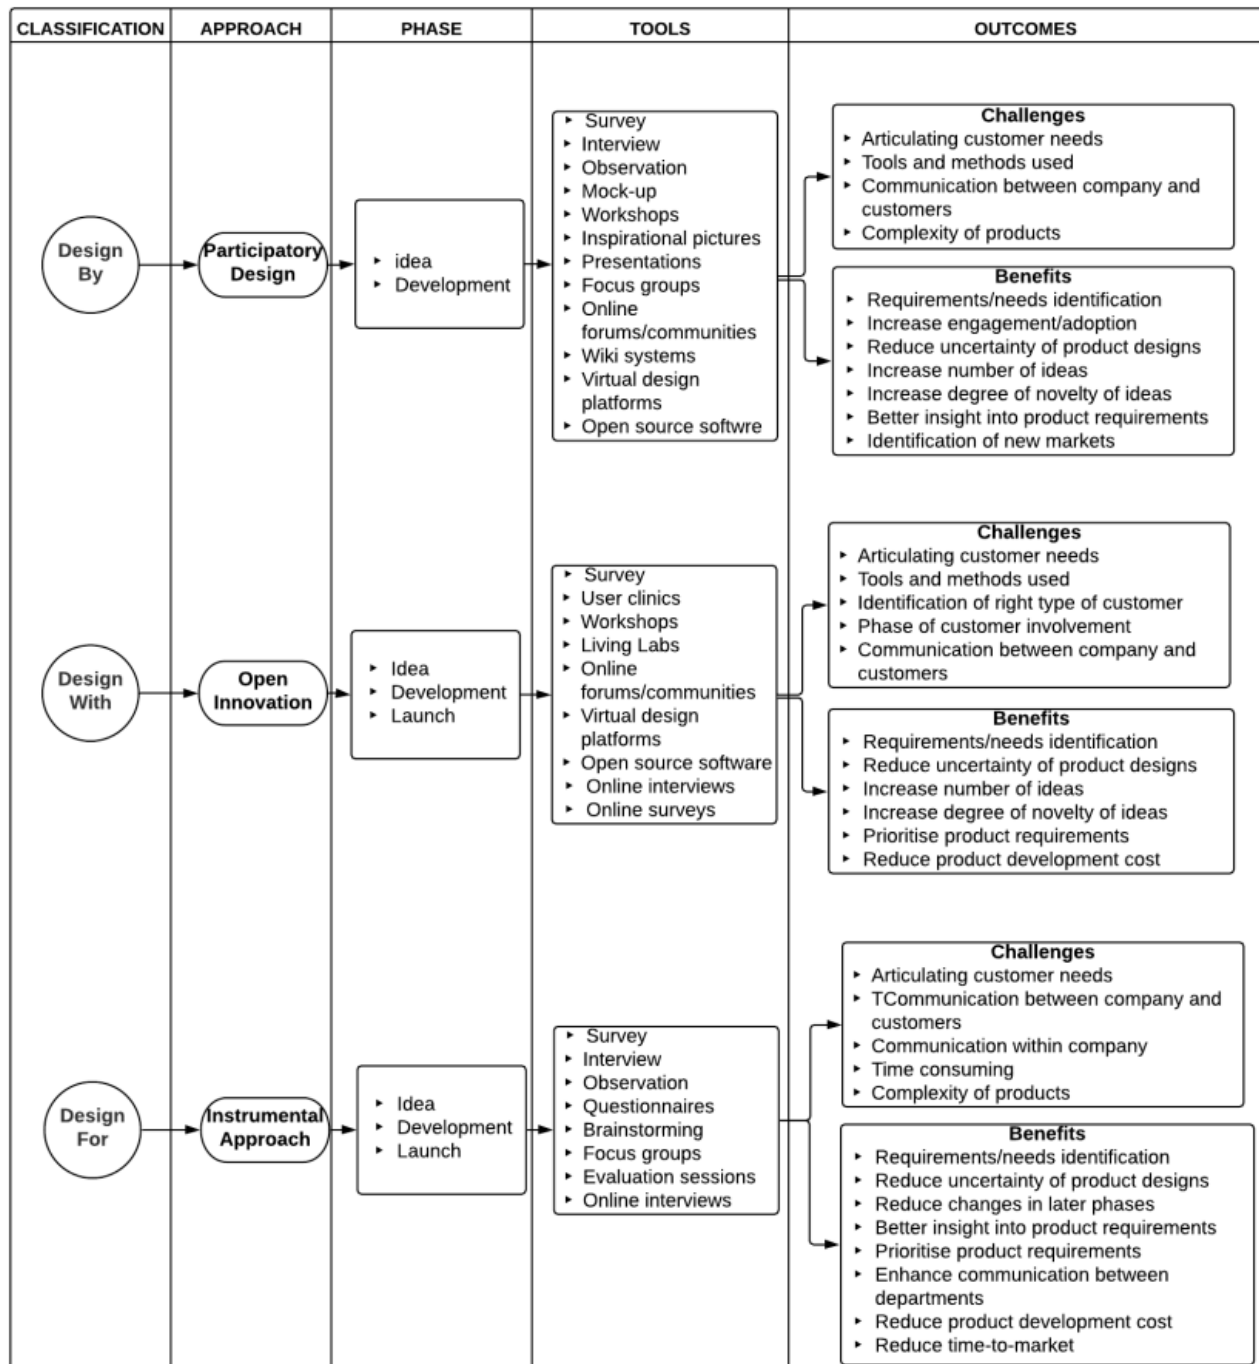 CLASSIFICATION
APPROACH
PHASE
TOOLS
OUTCOMES
Design
By
Participatory
Design
idea
Development
Survey
Interview
Observation
Mock-up
Workshops
Inspirational pictures
Presentations
Focus groups
Online
forums/communities
Wiki systems
Virtual design
platforms
Open source softwre
Challenges
Articulating customer needs
Tools and methods used
Communication between company and
customers
Complexity of products
Benefits
Requirements/needs identification
Increase engagement/adoption
Reduce uncertainty of product designs
Increase number of ideas
Increase degree of novelty of ideas
Better insight into product requirements
Identification of new markets
Design
With
Open
Innovation
Idea
Development
Launch
Survey
User clinics
Workshops
Living Labs
Online
forums/communities
Virtual design
platforms
Open source software
Online interviews
Online surveys
Challenges
Articulating customer needs
Tools and methods used
Identification of right type of customer
Phase of customer involvement
Communication between company and
customers
Benefits
Requirements/needs identification
Reduce uncertainty of product designs
Increase number of ideas
Increase degree of novelty of ideas
Prioritise product requirements
Reduce product development cost
Design
For
Instrumental
Approach
Idea
Development
Launch
Survey
Interview
Observation
Questionnaires
Brainstorming
Focus groups
Evaluation sessions
Online interviews
Challenges
Articulating customer needs
TCommunication between company and
customers
Communication within company
Time consuming
Complexity of products
Benefits
Requirements/needs identification
Reduce uncertainty of product designs
Reduce changes in later phases
Better insight into product requirements
Prioritise product requirements
Enhance communication between
departments
Reduce product development cost
Reduce time-to-market